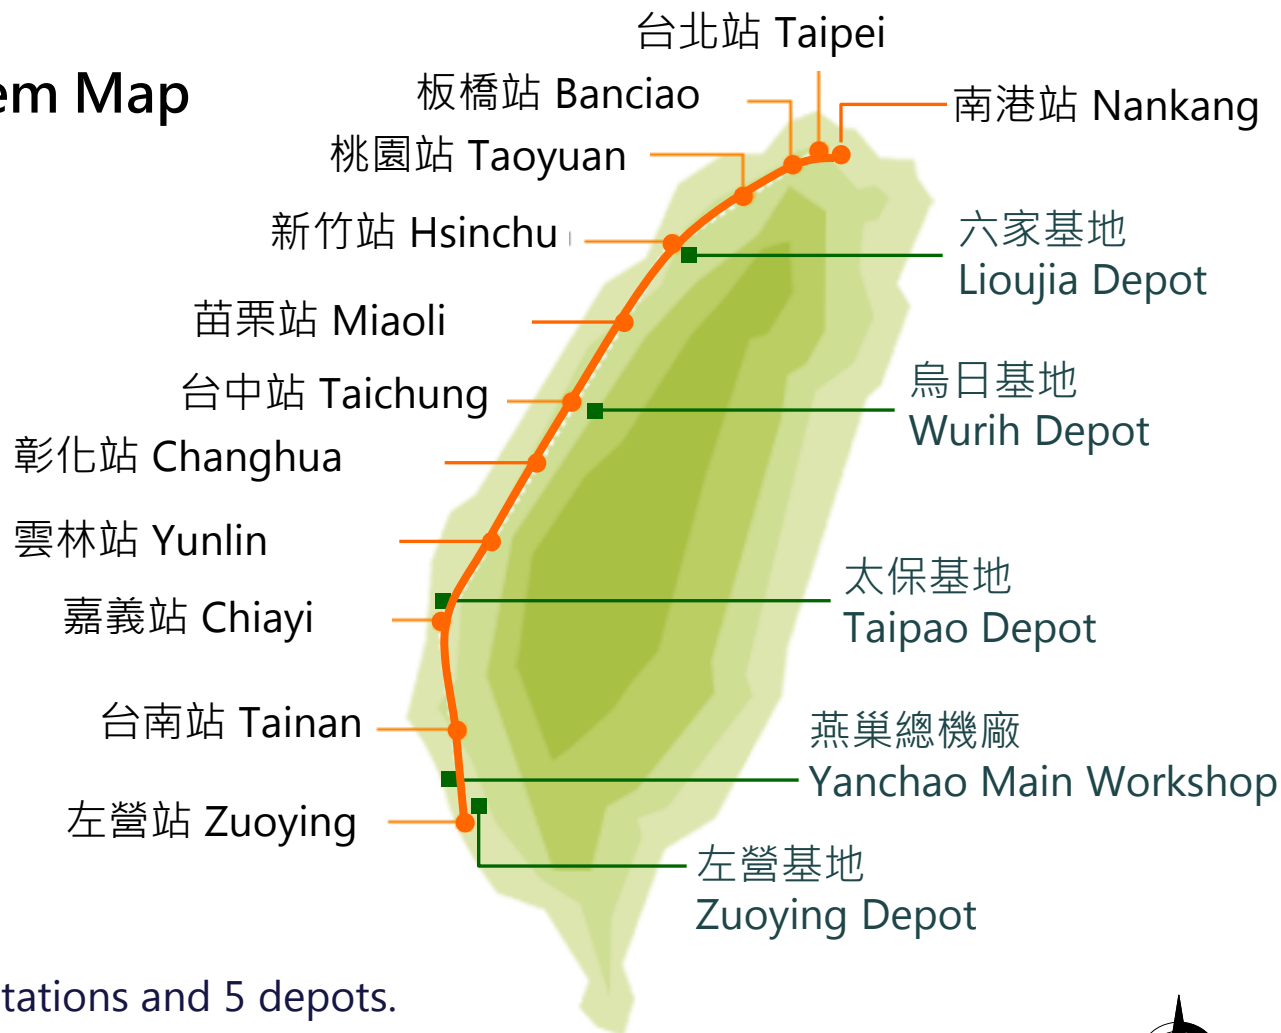 em Map
台北站 Taipei
板橋站 Banciao
南港站 Nankang
桃園站 Taoyuan
新竹站 Hsinchu
六家基地
Lioujia Depot
苗栗站 Miaoli
台中站 Taichung
烏日基地
Wurih Depot
彰化站 Changhua
雲林站 Yunlin
嘉義站 Chiayi
太保基地
Taipao Depot
台南站 Tainan
燕巢總機廠
Yanchao Main Workshop
左營站 Zuoying
左營基地
Zuoying Depot
tations and 5 depots.